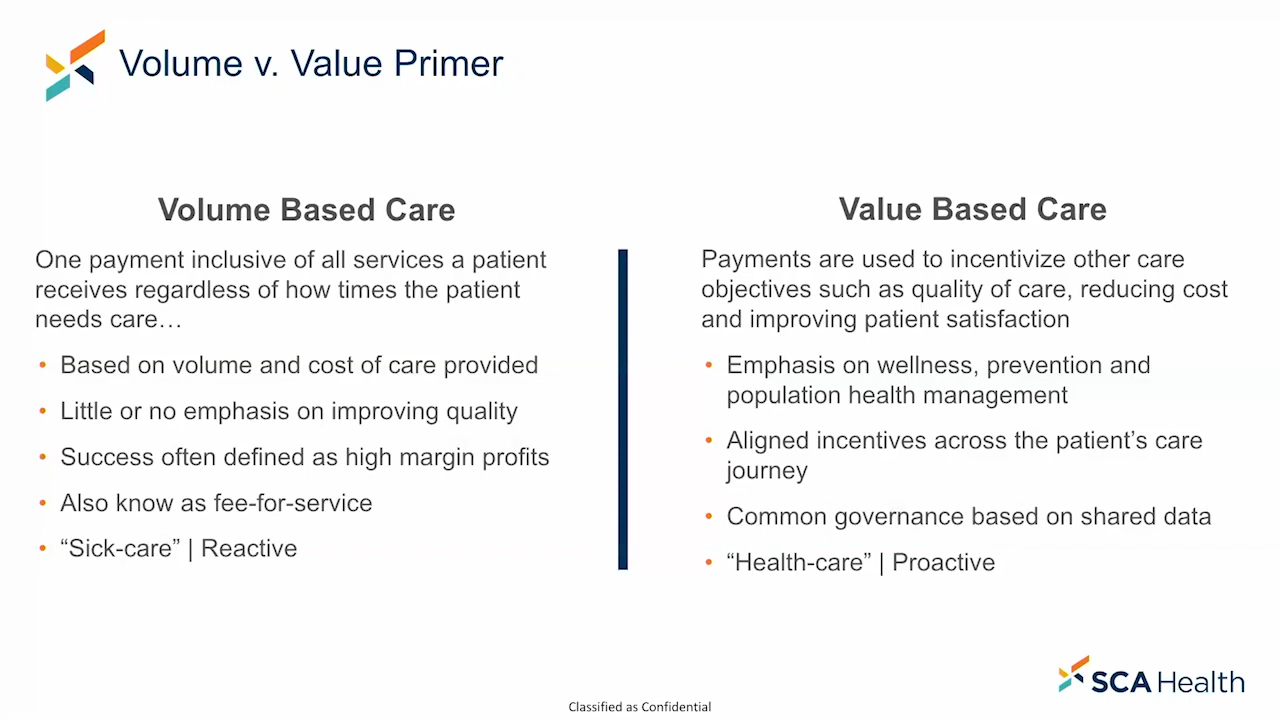 Volume v. Value Primer
Volume Based Care
One payment inclusive of all services a patient
receives regardless of how times the patient
needs care…
• Based on volume and cost of care provided
• Little or no emphasis on improving quality
• Success often defined as high margin profits
• Also know as fee-for-service
• “Sick-care” | Reactive
Value Based Care
Payments are used to incentivize other care
objectives such as quality of care, reducing cost
and improving patient satisfaction
• Emphasis on wellness, prevention and
population health management
• Aligned incentives across the patient’s care
journey
• Common governance based on shared data
• “Health-care” | Proactive
SCA Health
Classified as Confidential